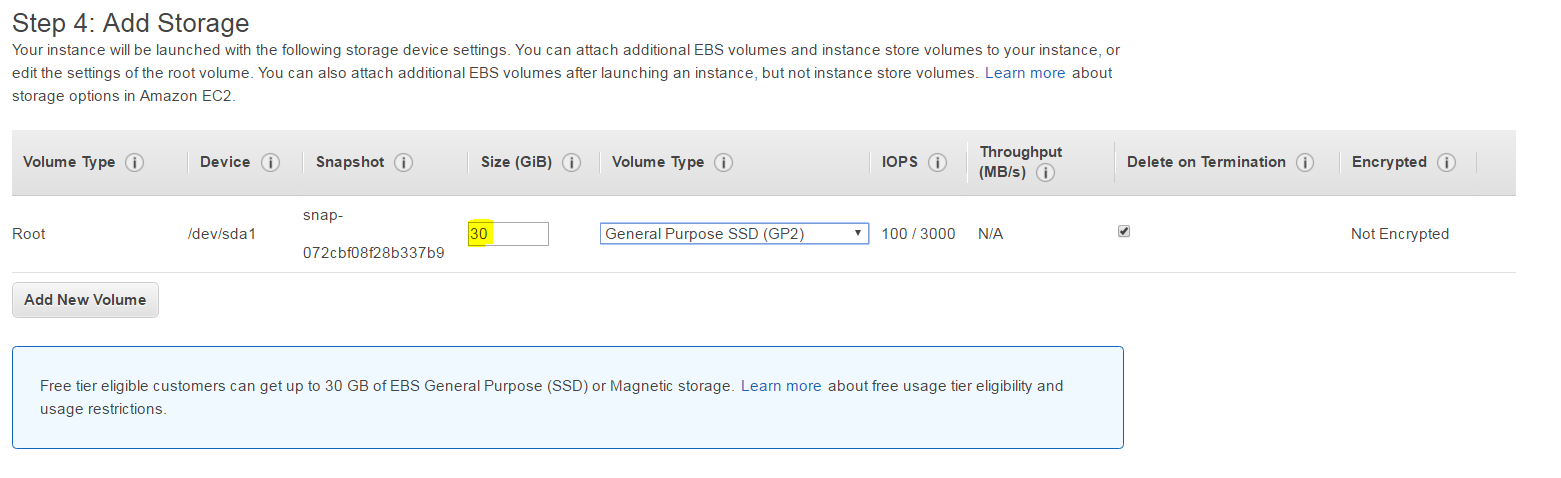 Step 4: Add Storage
Your instance will be launched with the following storage device settings. You can attach additional EBS volumes and instance store volumes to your instance, or
edit the settings of the root volume. You can also attach additional EBS volumes after launching an instance, but not instance store volumes. Learn more about
storage options in Amazon EC2.
Volume Type i Device i Snapshot i Size (GiB) i Volume Type i IOPS i Throughput (MB/s) i Delete on Termination i Encrypted i
Root /dev/sda1 snap-072cbf08f28b337b9 30 General Purpose SSD (GP2) 100 / 3000 N/A Not Encrypted
Add New Volume
Free tier eligible customers can get up to 30 GB of EBS General Purpose (SSD) or Magnetic storage. Learn more about free usage tier eligibility and
usage restrictions.